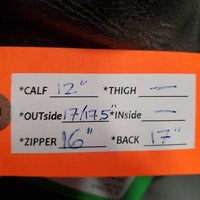 *CALF 12" *THIGH —
*OUTside 17/17.5" *INside —
*ZIPPER 16" *BACK 17"